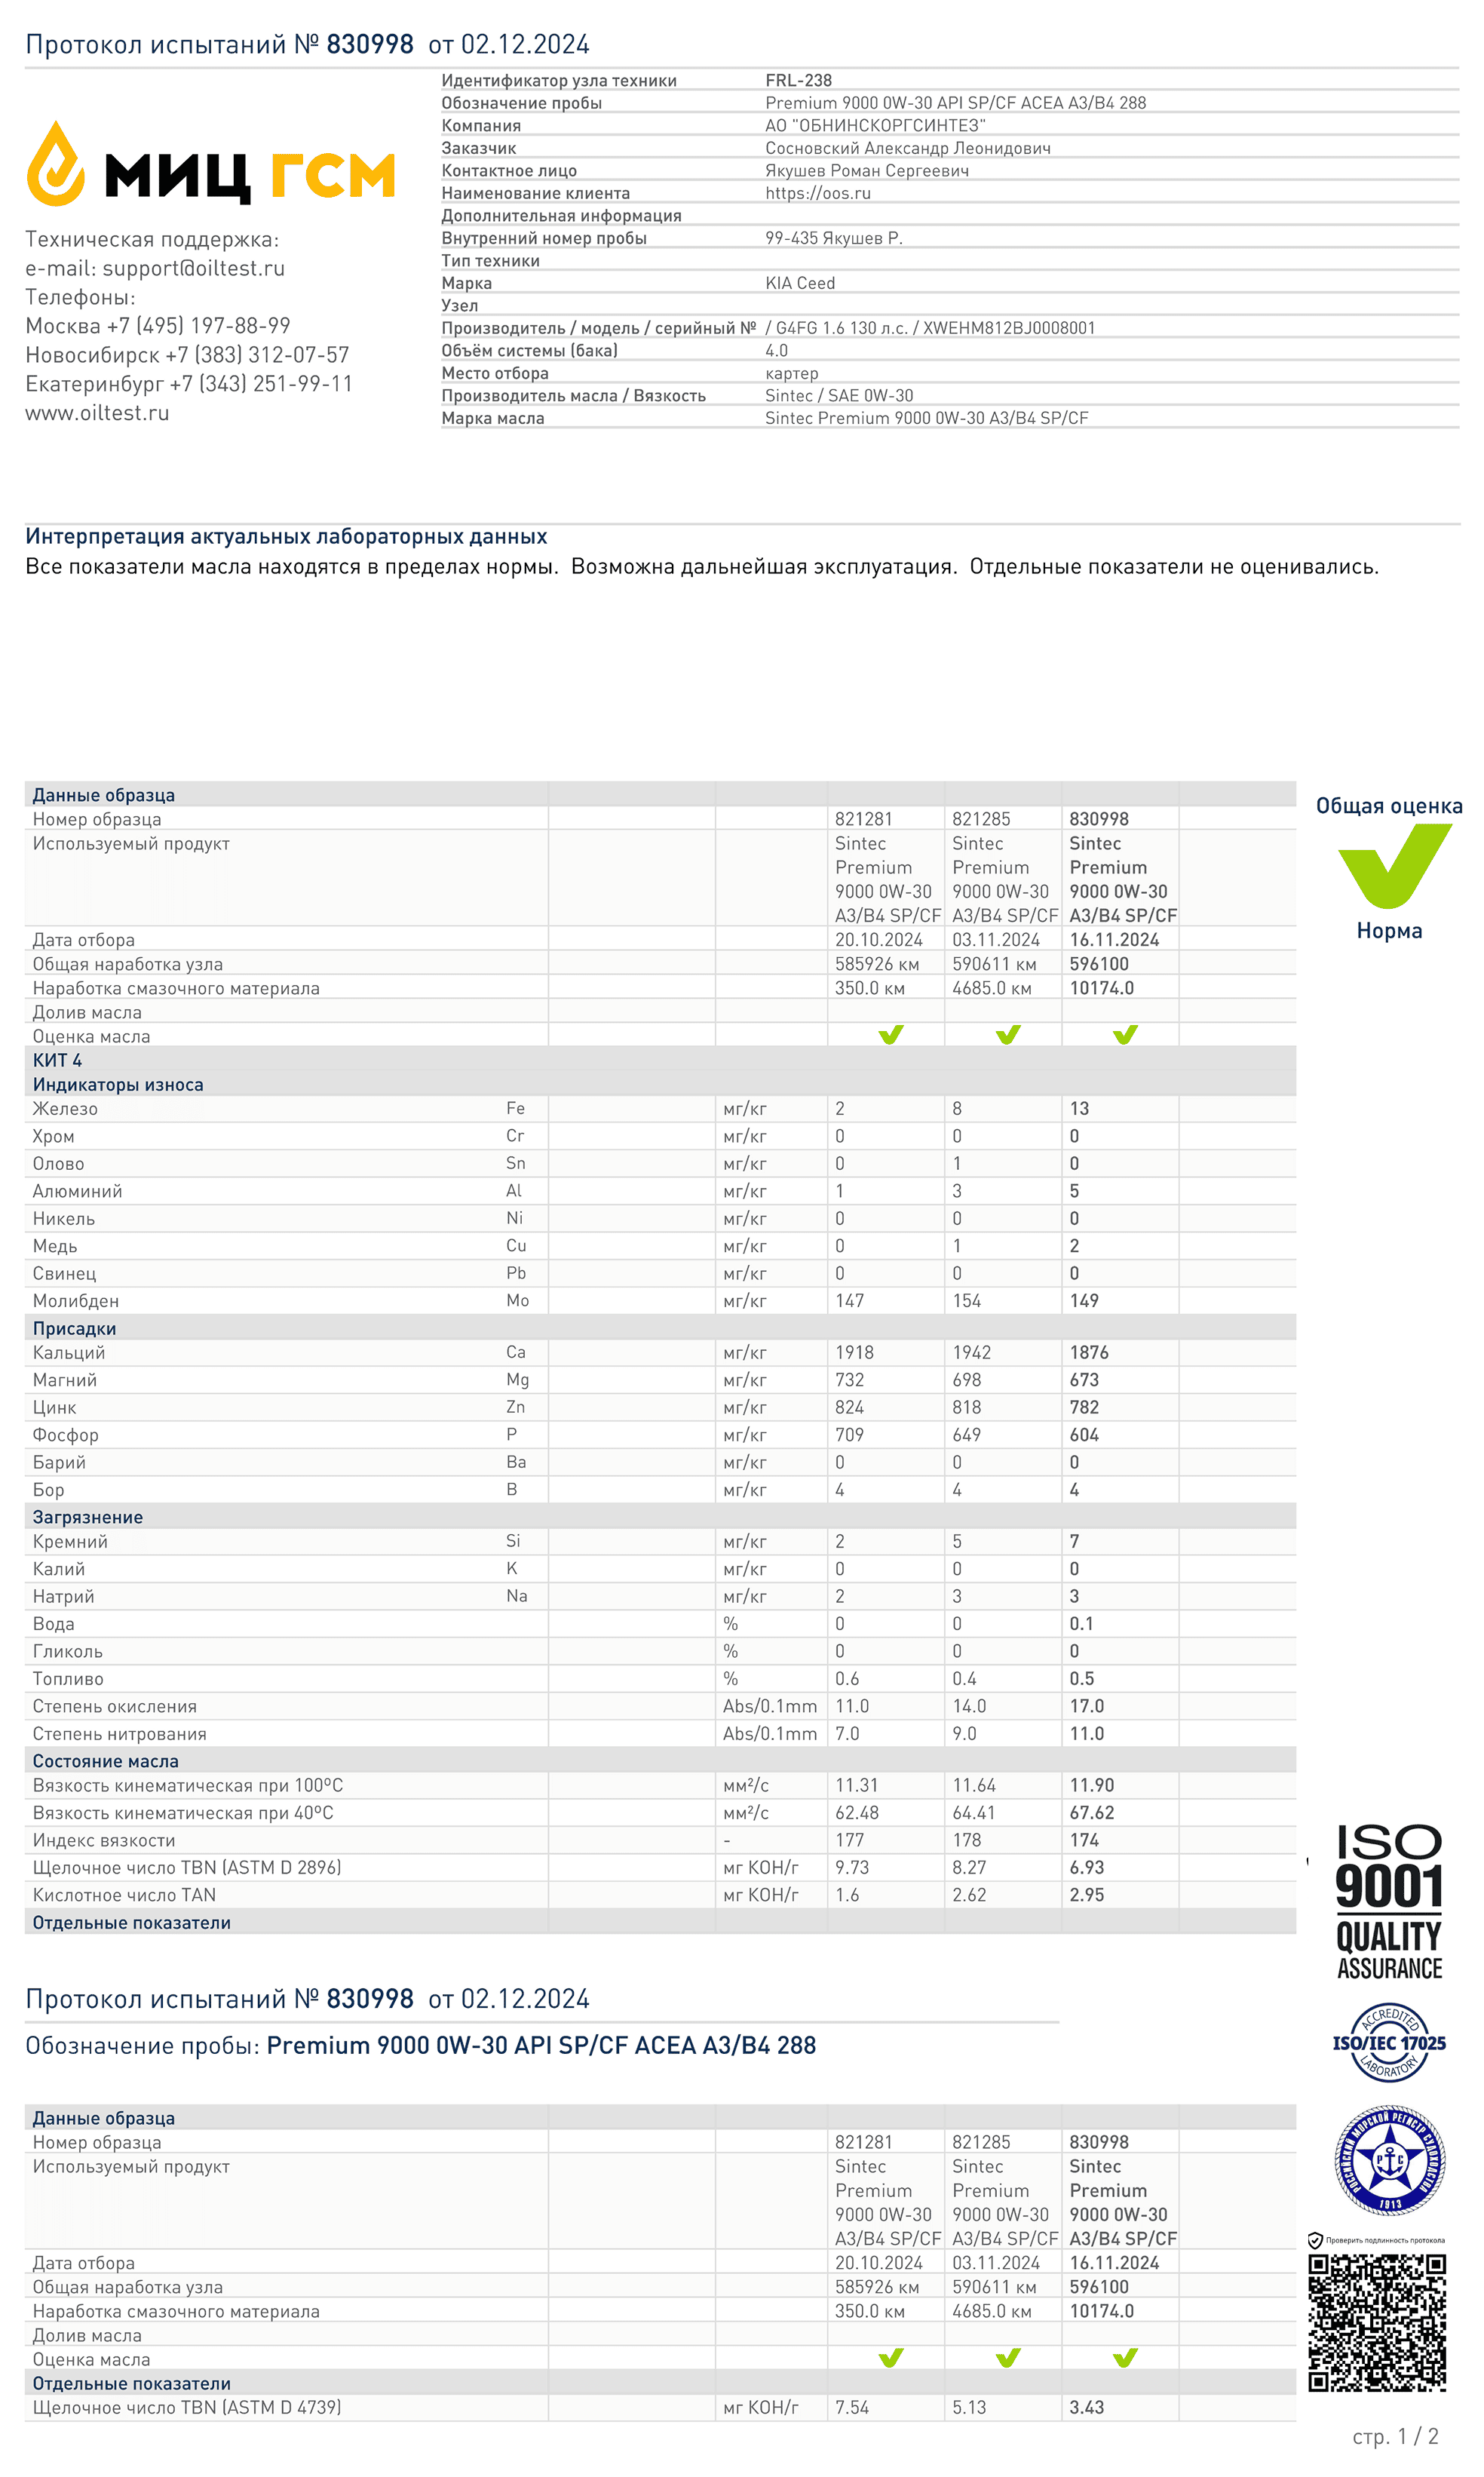 Протокол испытаний № 830998 от 02.12.2024
МИЦ ГСМ
Техническая поддержка:
e-mail: support@oiltest.ru
Телефоны:
Москва +7 (495) 197-88-99
Новосибирск +7 (383) 312-07-57
Екатеринбург +7 (343) 251-99-11
www.oiltest.ru
Идентификатор узла техники FRL-238
Обозначение пробы Premium 9000 0W-30 API SP/CF ACEA A3/B4 288
Компания АО "ОБНИНСКОРГСИНТЕЗ"
Заказчик Сосновский Александр Леонидович
Контактное лицо Якушев Роман Сергеевич
Наименование клиента https://oos.ru
Дополнительная информация
Внутренний номер пробы 99-435 Якушев Р.
Тип техники
Марка KIA Ceed
Узел
Производитель / модель / серийный № / G4FG 1.6 130 л.с. / XWEHM812BJ0008001
Объём системы (бака) 4.0
Место отбора картер
Производитель масла / Вязкость Sintec / SAE 0W-30
Марка масла Sintec Premium 9000 0W-30 A3/B4 SP/CF
Интерпретация актуальных лабораторных данных
Все показатели масла находятся в пределах нормы. Возможна дальнейшая эксплуатация. Отдельные показатели не оценивались.
Общая оценка
Норма
Данные образца
Номер образца 821281 821285 830998
Используемый продукт Sintec Sintec Sintec
Premium Premium Premium
9000 0W-30 9000 0W-30 9000 0W-30
A3/B4 SP/CF A3/B4 SP/CF A3/B4 SP/CF
Дата отбора 20.10.2024 03.11.2024 16.11.2024
Общая наработка узла 585926 км 590611 км 596100
Наработка смазочного материала 350.0 км 4685.0 км 10174.0
Долив масла
Оценка масла
КИТ 4
Индикаторы износа
Железо Fe мг/кг 2 8 13
Хром Cr мг/кг 0 0 0
Олово Sn мг/кг 0 1 0
Алюминий Al мг/кг 1 3 5
Никель Ni мг/кг 0 0 0
Медь Cu мг/кг 0 1 2
Свинец Pb мг/кг 0 0 0
Молибден Mo мг/кг 147 154 149
Присадки
Кальций Ca мг/кг 1918 1942 1876
Магний Mg мг/кг 732 698 673
Цинк Zn мг/кг 824 818 782
Фосфор P мг/кг 709 649 604
Барий Ba мг/кг 0 0 0
Бор B мг/кг 4 4 4
Загрязнение
Кремний Si мг/кг 2 5 7
Калий K мг/кг 0 0 0
Натрий Na мг/кг 2 3 3
Вода % 0 0 0.1
Гликоль % 0 0 0
Топливо % 0.6 0.4 0.5
Степень окисления Abs/0.1mm 11.0 14.0 17.0
Степень нитрования Abs/0.1mm 7.0 9.0 11.0
Состояние масла
Вязкость кинематическая при 100ºC мм²/с 11.31 11.64 11.90
Вязкость кинематическая при 40ºC мм²/с 62.48 64.41 67.62
Индекс вязкости - 177 178 174
Щелочное число TBN (ASTM D 2896) мг КОН/г 9.73 8.27 6.93
Кислотное число TAN мг КОН/г 1.6 2.62 2.95
Отдельные показатели
ISO
9001
QUALITY
ASSURANCE
ACCREDITED
ISO/IEC 17025
LABORATORY
РОССИЙСКИЙ МОРСКОЙ РЕГИСТР СУДОХОДСТВА
Р С
1913
Проверить подлинность протокола
Протокол испытаний № 830998 от 02.12.2024
Обозначение пробы: Premium 9000 0W-30 API SP/CF ACEA A3/B4 288
Данные образца
Номер образца 821281 821285 830998
Используемый продукт Sintec Sintec Sintec
Premium Premium Premium
9000 0W-30 9000 0W-30 9000 0W-30
A3/B4 SP/CF A3/B4 SP/CF A3/B4 SP/CF
Дата отбора 20.10.2024 03.11.2024 16.11.2024
Общая наработка узла 585926 км 590611 км 596100
Наработка смазочного материала 350.0 км 4685.0 км 10174.0
Долив масла
Оценка масла
Отдельные показатели
Щелочное число TBN (ASTM D 4739) мг КОН/г 7.54 5.13 3.43
стр. 1 / 2